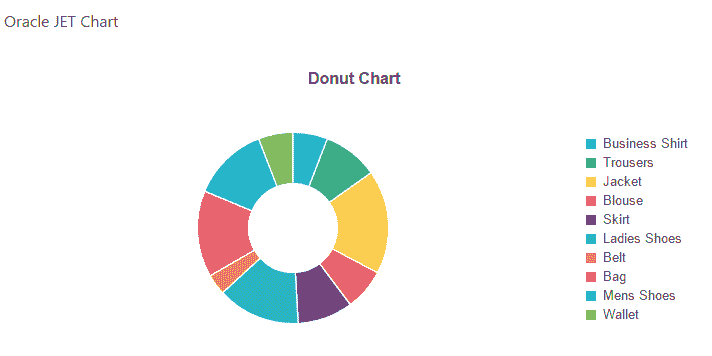 Oracle JET Chart
Donut Chart
Business Shirt
Trousers
Jacket
Blouse
Skirt
Ladies Shoes
Belt
Bag
Mens Shoes
Wallet